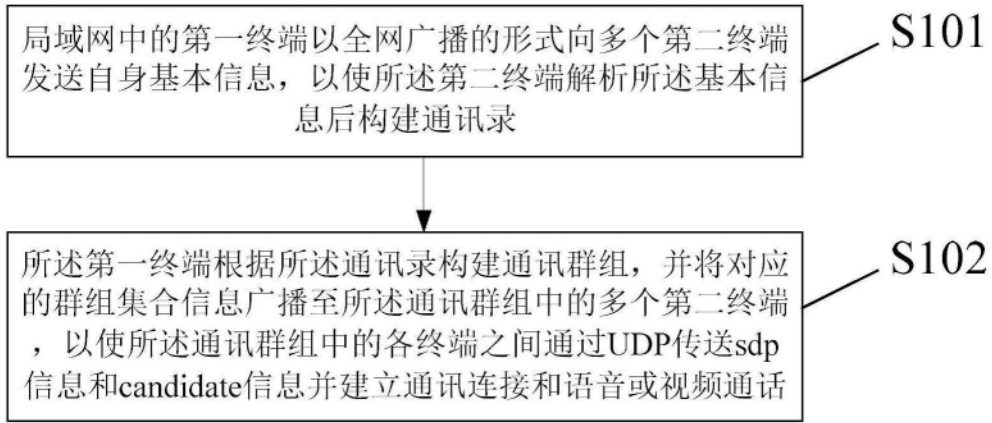 局域网中的第一终端以全网广播的形式向多个第二终端
发送自身基本信息，以使所述第二终端解析所述基本信
息后构建通讯录
S101
所述第一终端根据所述通讯录构建通讯群组，并将对应
的群组集合信息广播至所述通讯群组中的多个第二终端
，以使所述通讯群组中的各终端之间通过UDP传送sdp
信息和candidate信息并建立通讯连接和语音或视频通话
S102